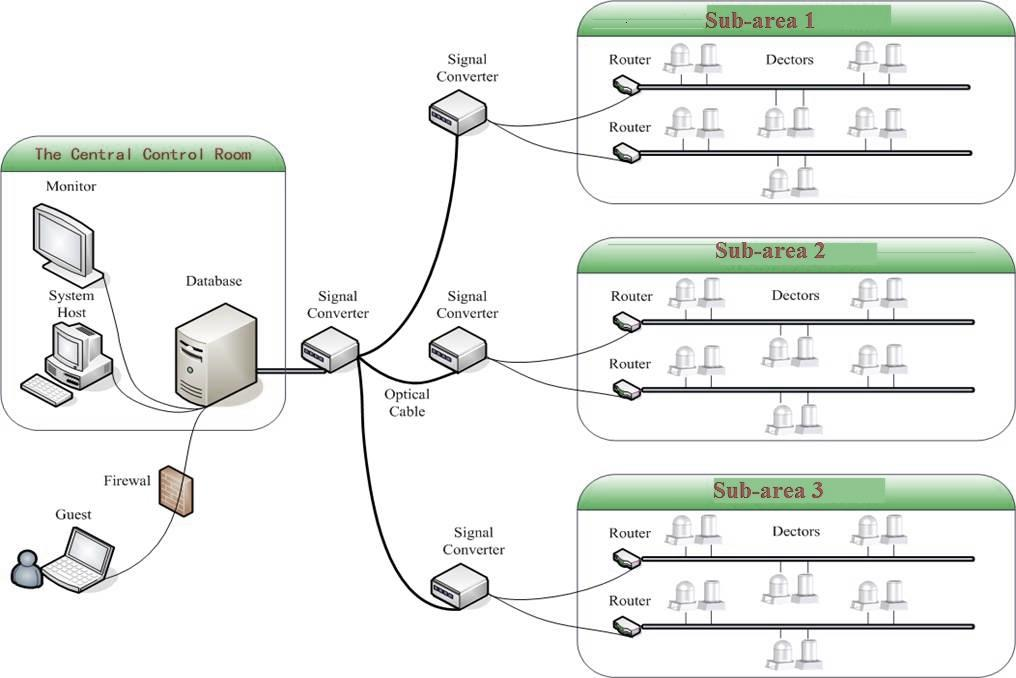 The Central Control Room
Monitor
System
Host
Database
Firewal
Guest
Signal
Converter
Signal
Converter
Signal
Converter
Optical
Cable
Signal
Converter
Sub-area 1
Router
Dectors
Router
Sub-area 2
Router
Dectors
Router
Sub-area 3
Router
Dectors
Router